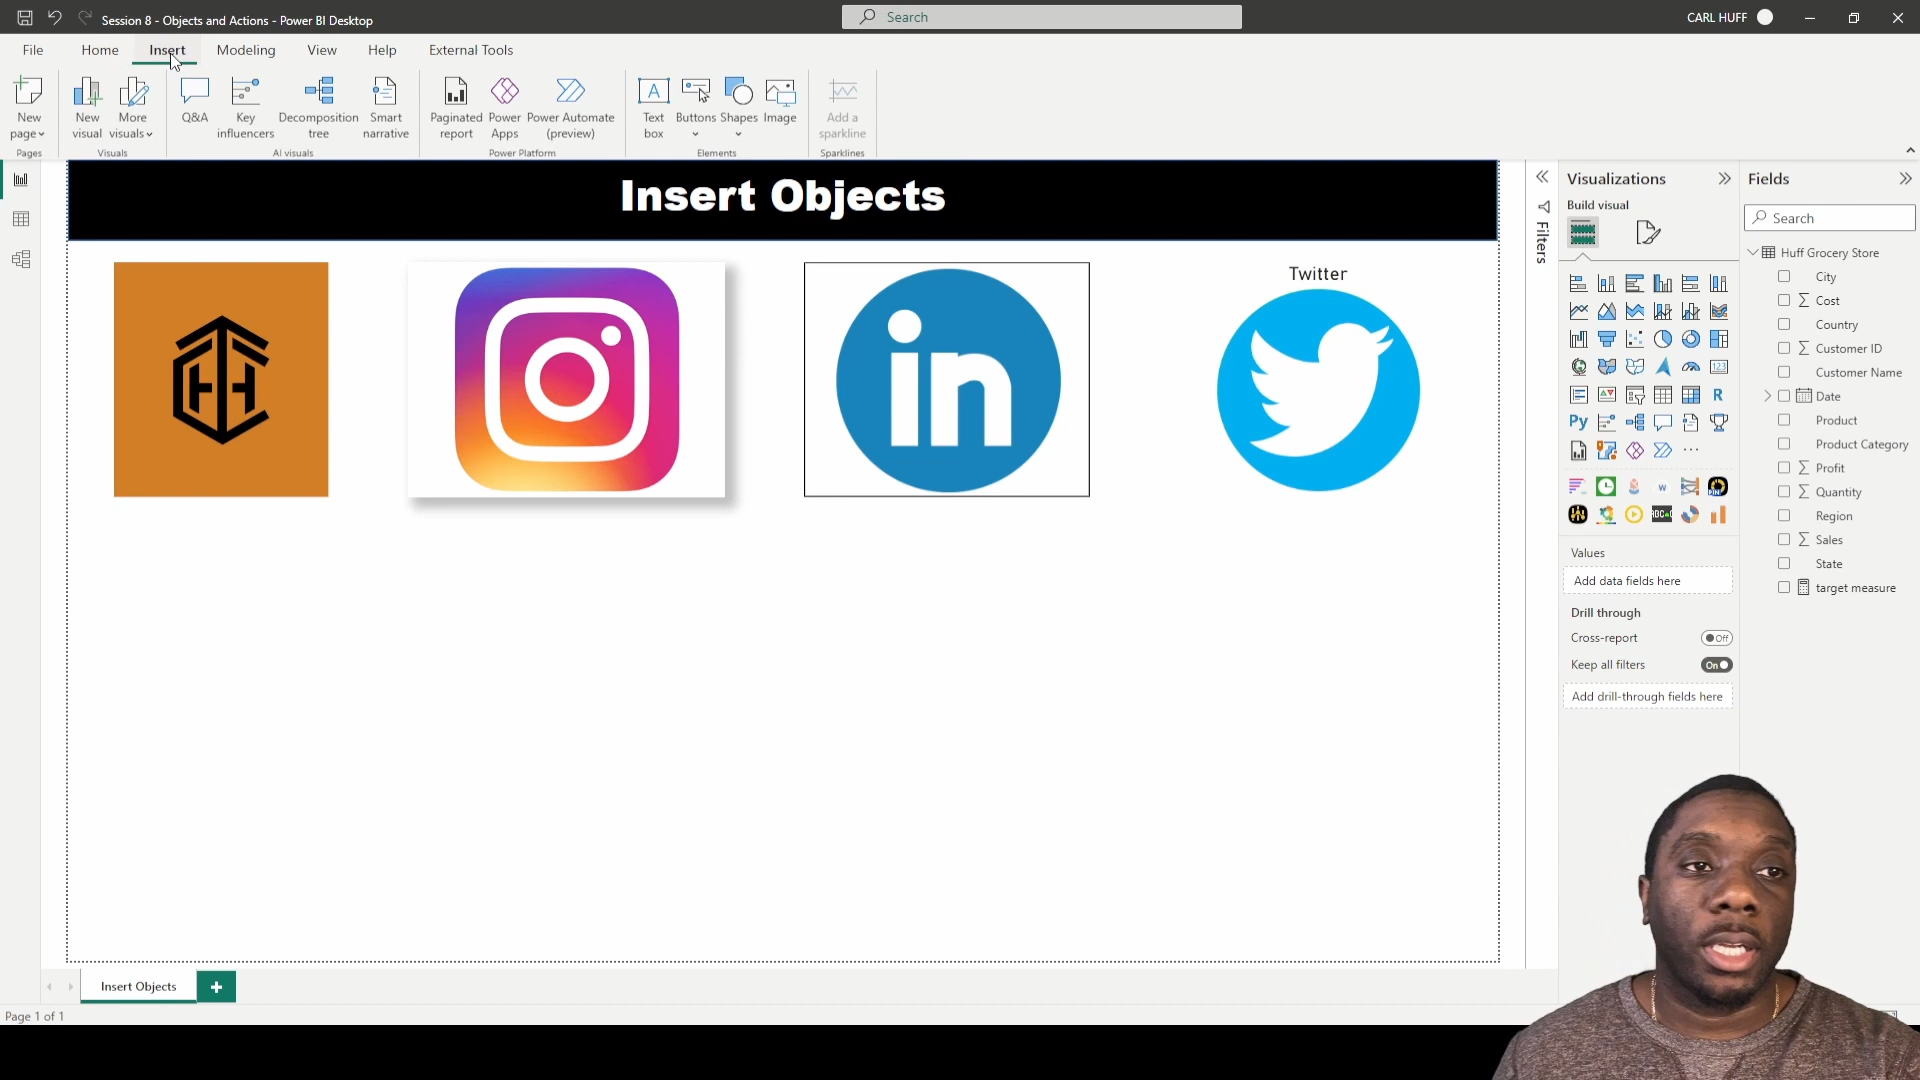 Session 8 - Objects and Actions - Power BI Desktop
Search
CARL HUFF
File Home Insert Modeling View Help External Tools
New page
New visual
More visuals
Q&A
Key influencers
Decomposition tree
Smart narrative
Paginated report
Power Apps
Power Automate (preview)
Text box
Buttons
Shapes
Image
Add a sparkline
Pages
Visuals
AI visuals
Power Platform
Elements
Sparklines
Insert Objects
in
Twitter
Filters
Visualizations
Build visual
123
R
Py
Values
Add data fields here
Drill through
Cross-report
Off
Keep all filters
On
Add drill-through fields here
Fields
Search
Huff Grocery Store
City
Cost
Country
Customer ID
Customer Name
Date
Product
Product Category
Profit
Quantity
Region
Sales
State
target measure
Insert Objects
Page 1 of 1